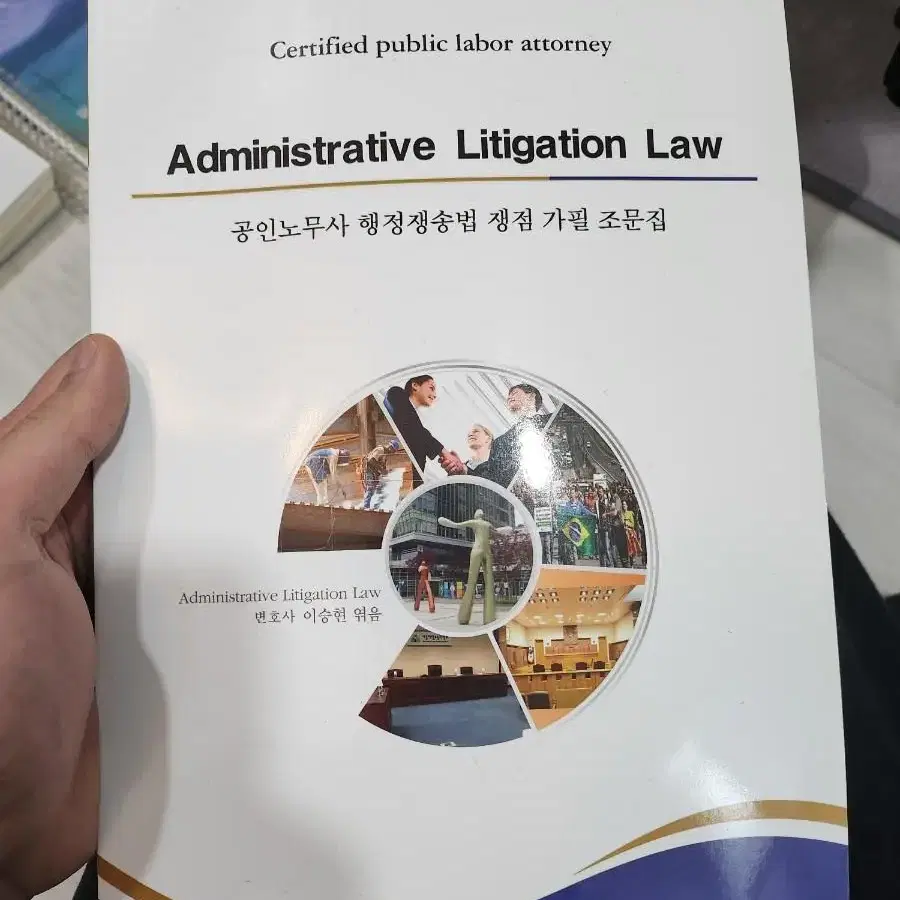 Certified public labor attorney
Administrative Litigation Law
공인노무사 행정쟁송법 쟁점 가필 조문집
Administrative Litigation Law
변호사 이승현 엮음